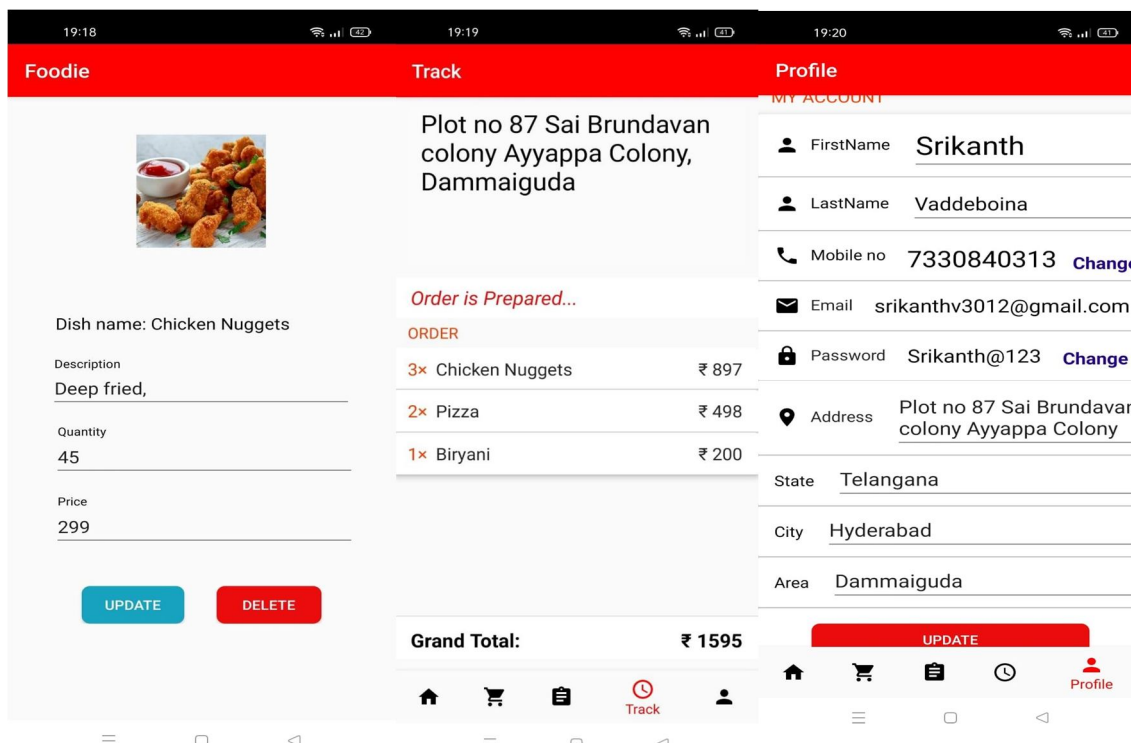 19:18
42
Foodie
Dish name: Chicken Nuggets
Description
Deep fried,
Quantity
45
Price
299
UPDATE
DELETE
19:19
41
Track
Plot no 87 Sai Brundavan
colony Ayyappa Colony,
Dammaiguda
Order is Prepared...
ORDER
3× Chicken Nuggets ₹ 897
2× Pizza ₹ 498
1× Biryani ₹ 200
Grand Total: ₹ 1595
Track
19:20
41
Profile
MY ACCOUNT
FirstName Srikanth
LastName Vaddeboina
Mobile no 7330840313 Change
Email srikanthv3012@gmail.com
Password Srikanth@123 Change
Address Plot no 87 Sai Brundavan
colony Ayyappa Colony
State Telangana
City Hyderabad
Area Dammaiguda
UPDATE
Profile